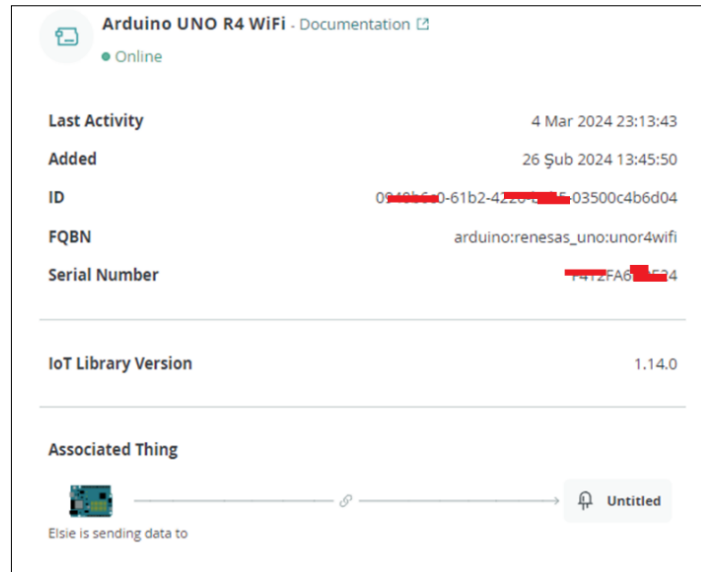 Arduino UNO R4 WiFi - Documentation
Online
Last Activity 4 Mar 2024 23:13:43
Added 26 Şub 2024 13:45:50
ID -61b2- -03500c4b6d04
FQBN arduino:renesas_uno:unor4wifi
Serial Number
IoT Library Version 1.14.0
Associated Thing
Untitled
Elsie is sending data to